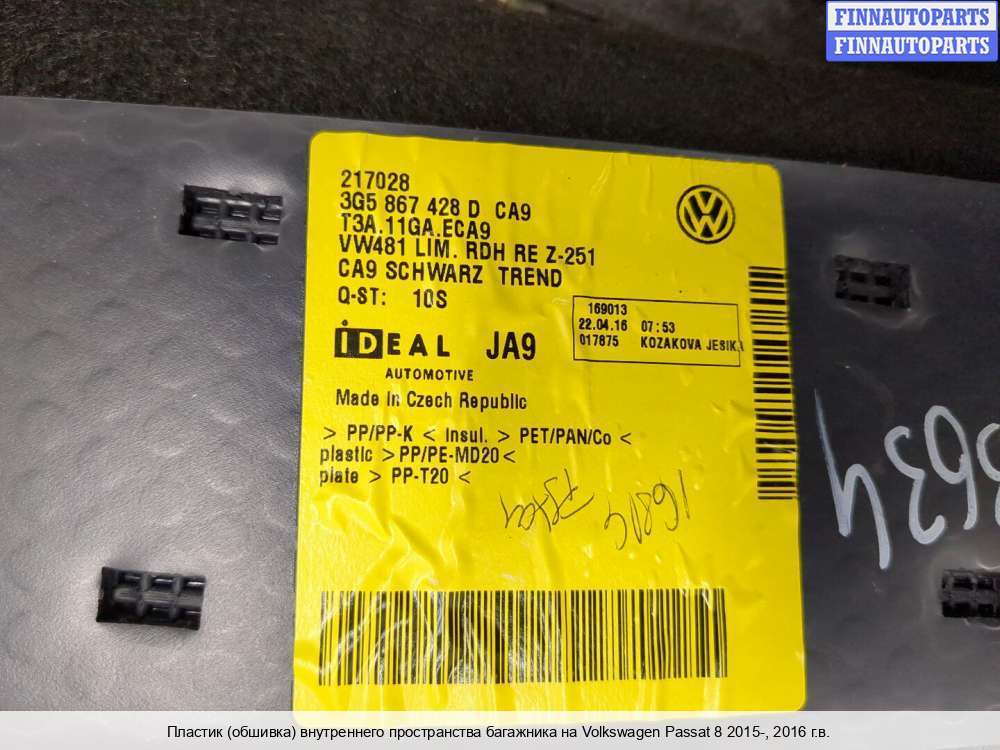 FINNAUTOPARTS
FINNAUTOPARTS
217028
3G5 867 428 D CA9
T3A.11GA.ECA9
VW481 LIM. RDH RE Z-251
CA9 SCHWARZ TREND
Q-ST: 10S
169013
22.04.16 07:53
017875 KOZAKOVA JESIKA
iDEAL JA9
AUTOMOTIVE
Made in Czech Republic
> PP/PP-K < insul. > PET/PAN/Co <
plastic >PP/PE-MD20<
plate > PP-T20 <
3634
Пластик (обшивка) внутреннего пространства багажника на Volkswagen Passat 8 2015-, 2016 г.в.